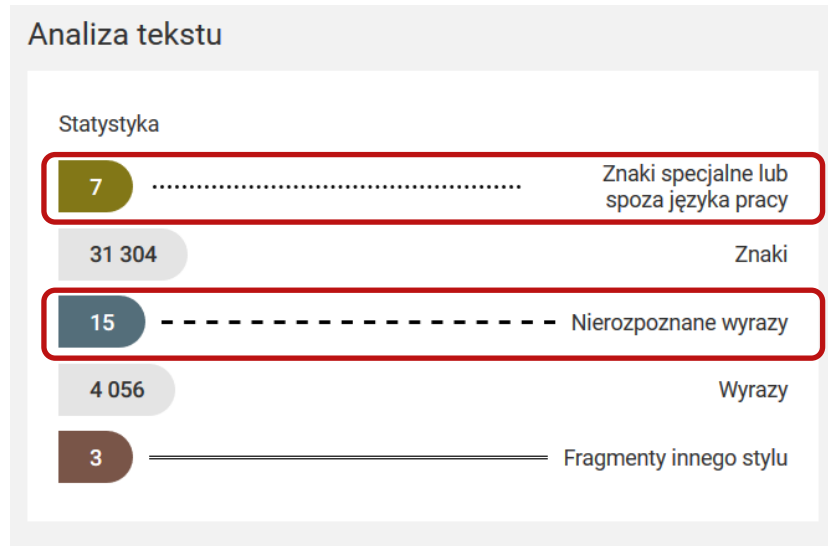 Analiza tekstu
Statystyka
7 Znaki specjalne lub
spoza języka pracy
31 304 Znaki
15 Nierozpoznane wyrazy
4 056 Wyrazy
3 Fragmenty innego stylu